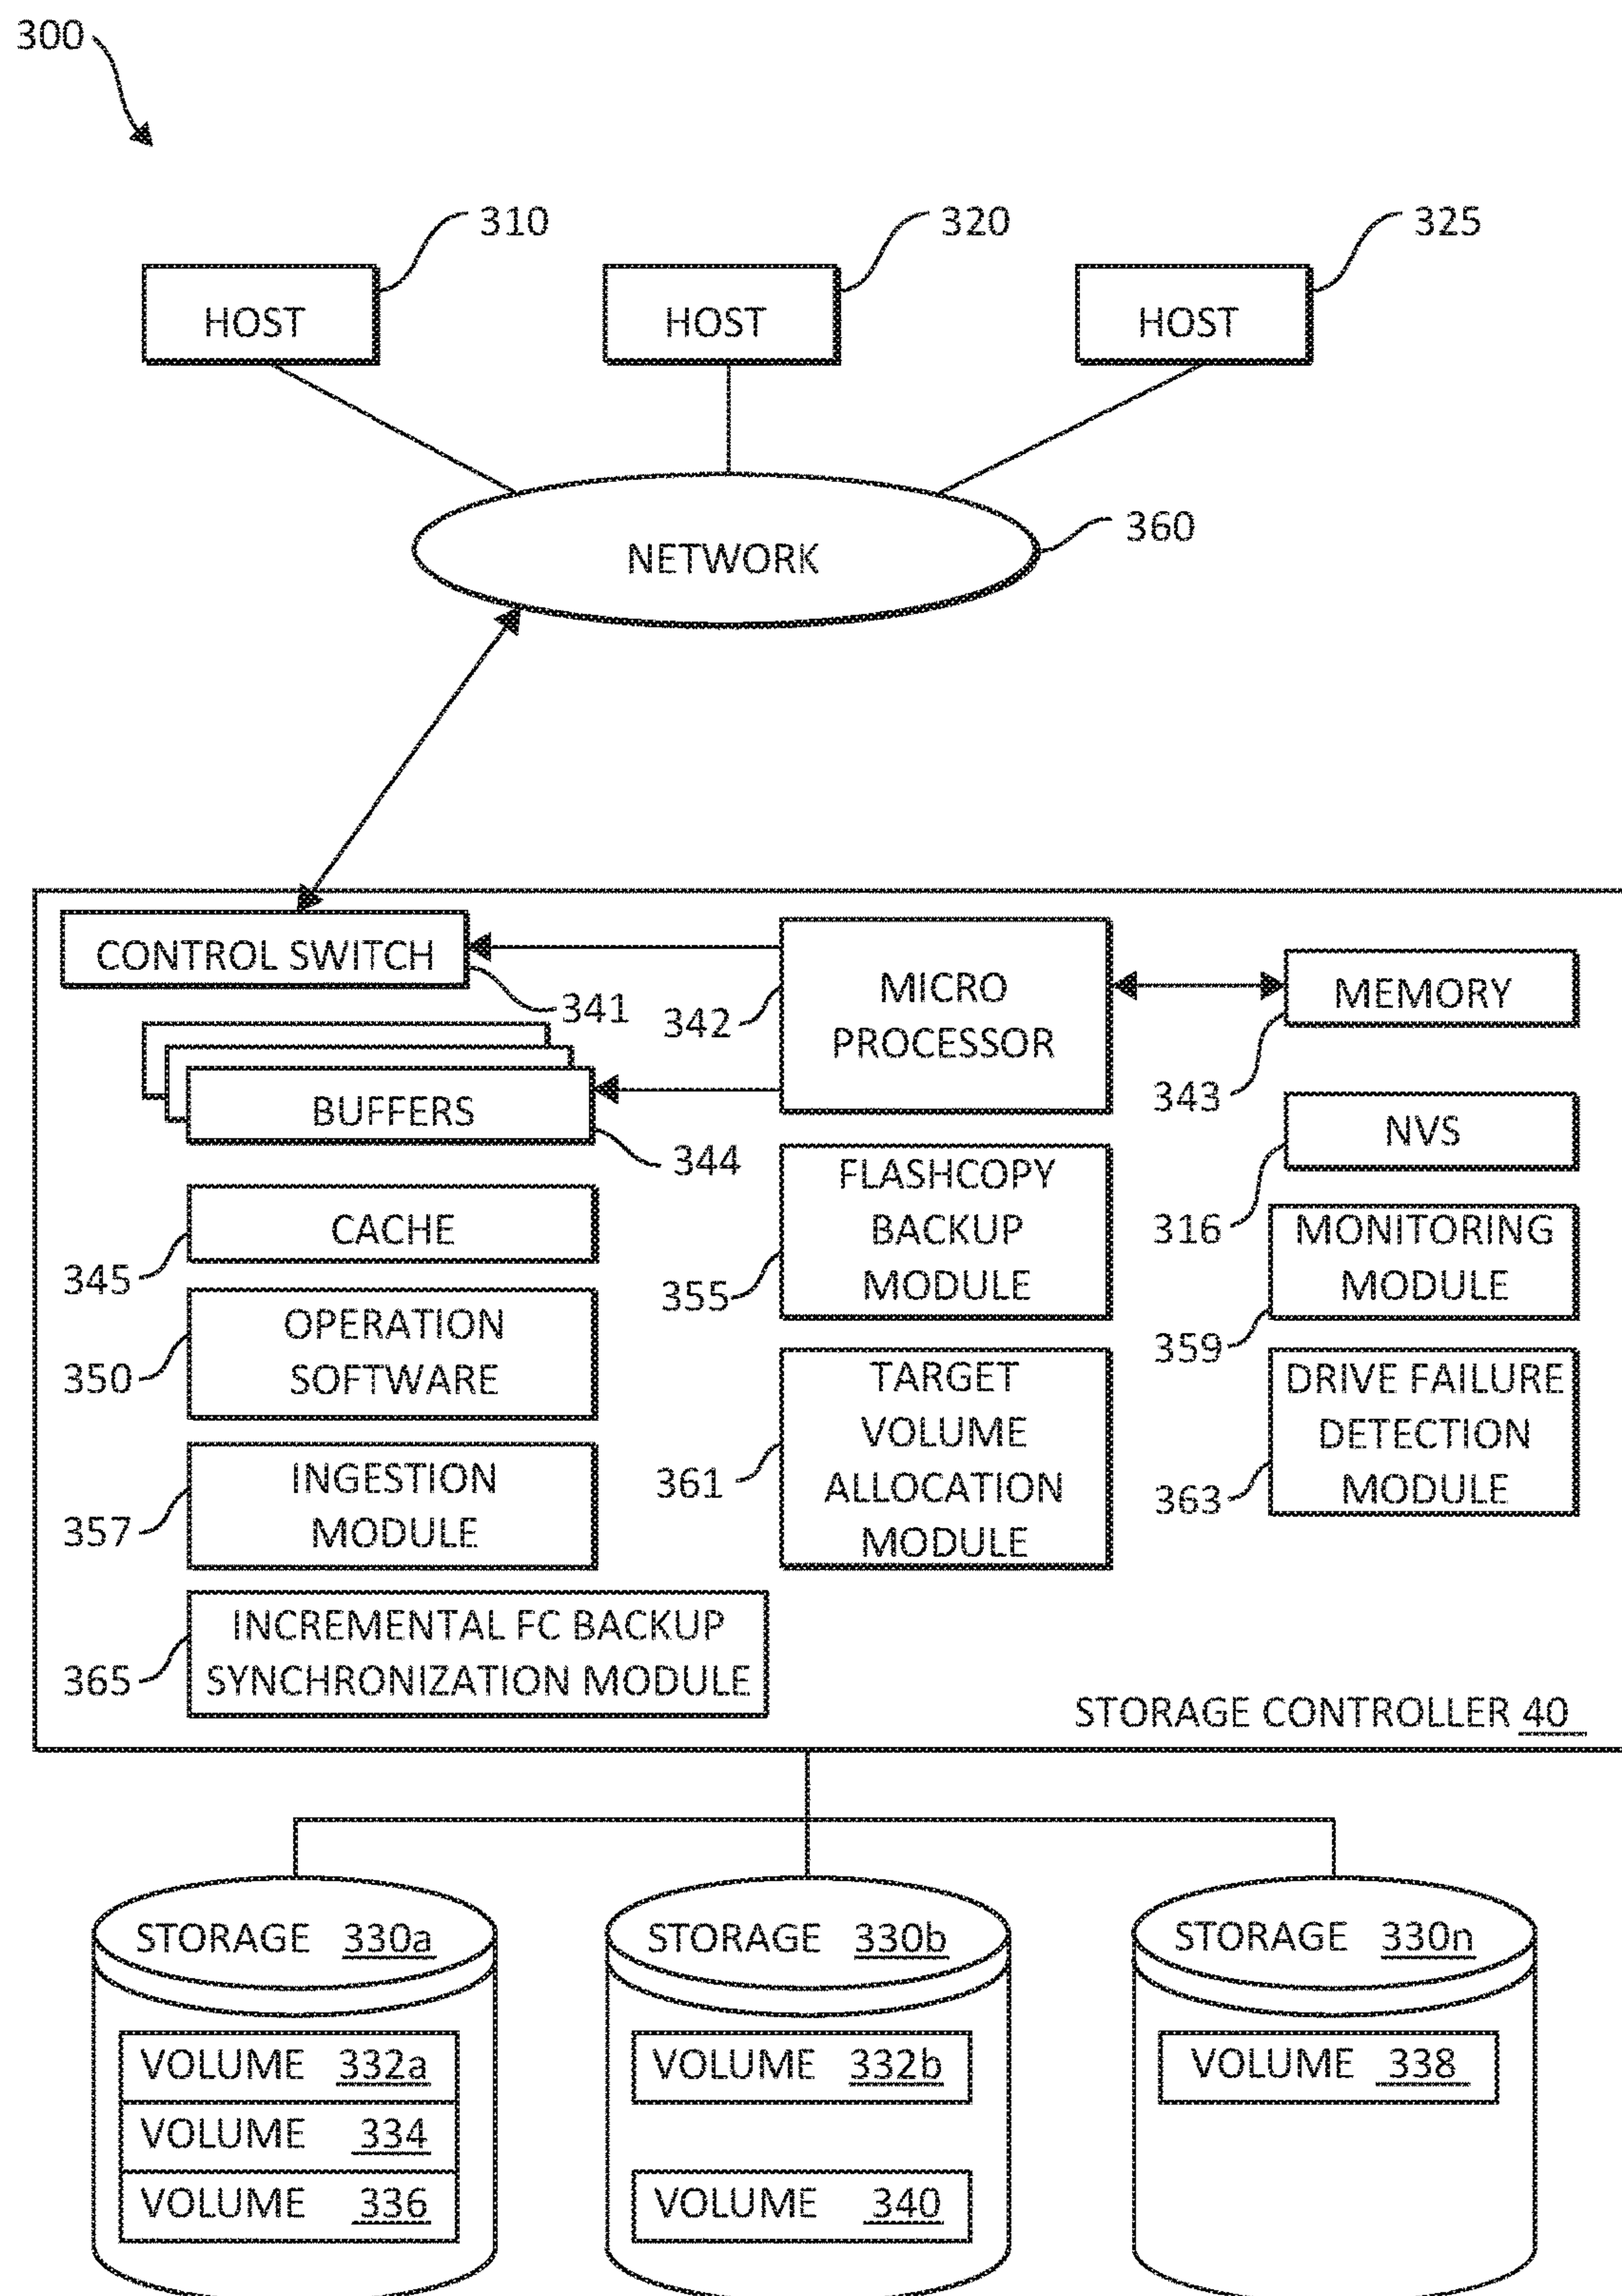 300
310
320
325
HOST
HOST
HOST
360
NETWORK
CONTROL SWITCH
341
342
MICRO
PROCESSOR
MEMORY
343
BUFFERS
344
NVS
316
CACHE
345
FLASHCOPY
BACKUP
MODULE
355
MONITORING
MODULE
359
OPERATION
SOFTWARE
350
TARGET
VOLUME
ALLOCATION
MODULE
361
DRIVE FAILURE
DETECTION
MODULE
363
INGESTION
MODULE
357
INCREMENTAL FC BACKUP
SYNCHRONIZATION MODULE
365
STORAGE CONTROLLER 40
STORAGE 330a
STORAGE 330b
STORAGE 330n
VOLUME 332a
VOLUME 334
VOLUME 336
VOLUME 332b
VOLUME 340
VOLUME 338